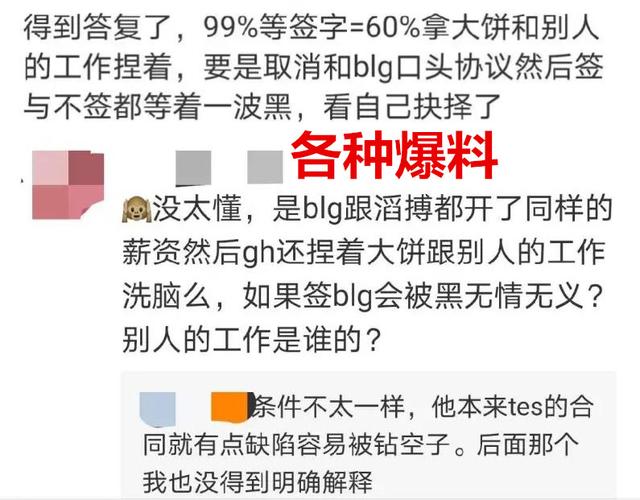 得到答复了，99%等签字=60%拿大饼和别人
的工作捏着，要是取消和blg口头协议然后签
与不签都等着一波黑，看自己抉择了
各种爆料
没太懂，是blg跟滔搏都开了同样的
薪资然后gh还捏着大饼跟别人的工作
洗脑么，如果签blg会被黑无情无义？
别人的工作是谁的？
条件不太一样，他本来tes的合
同就有点缺陷容易被钻空子。后面那个
我也没得到明确解释